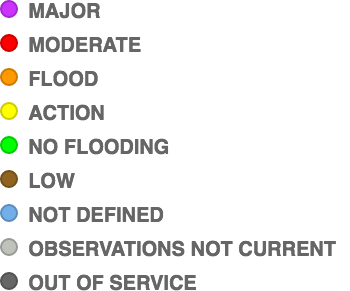 MAJOR
MODERATE
FLOOD
ACTION
NO FLOODING
LOW
NOT DEFINED
OBSERVATIONS NOT CURRENT
OUT OF SERVICE